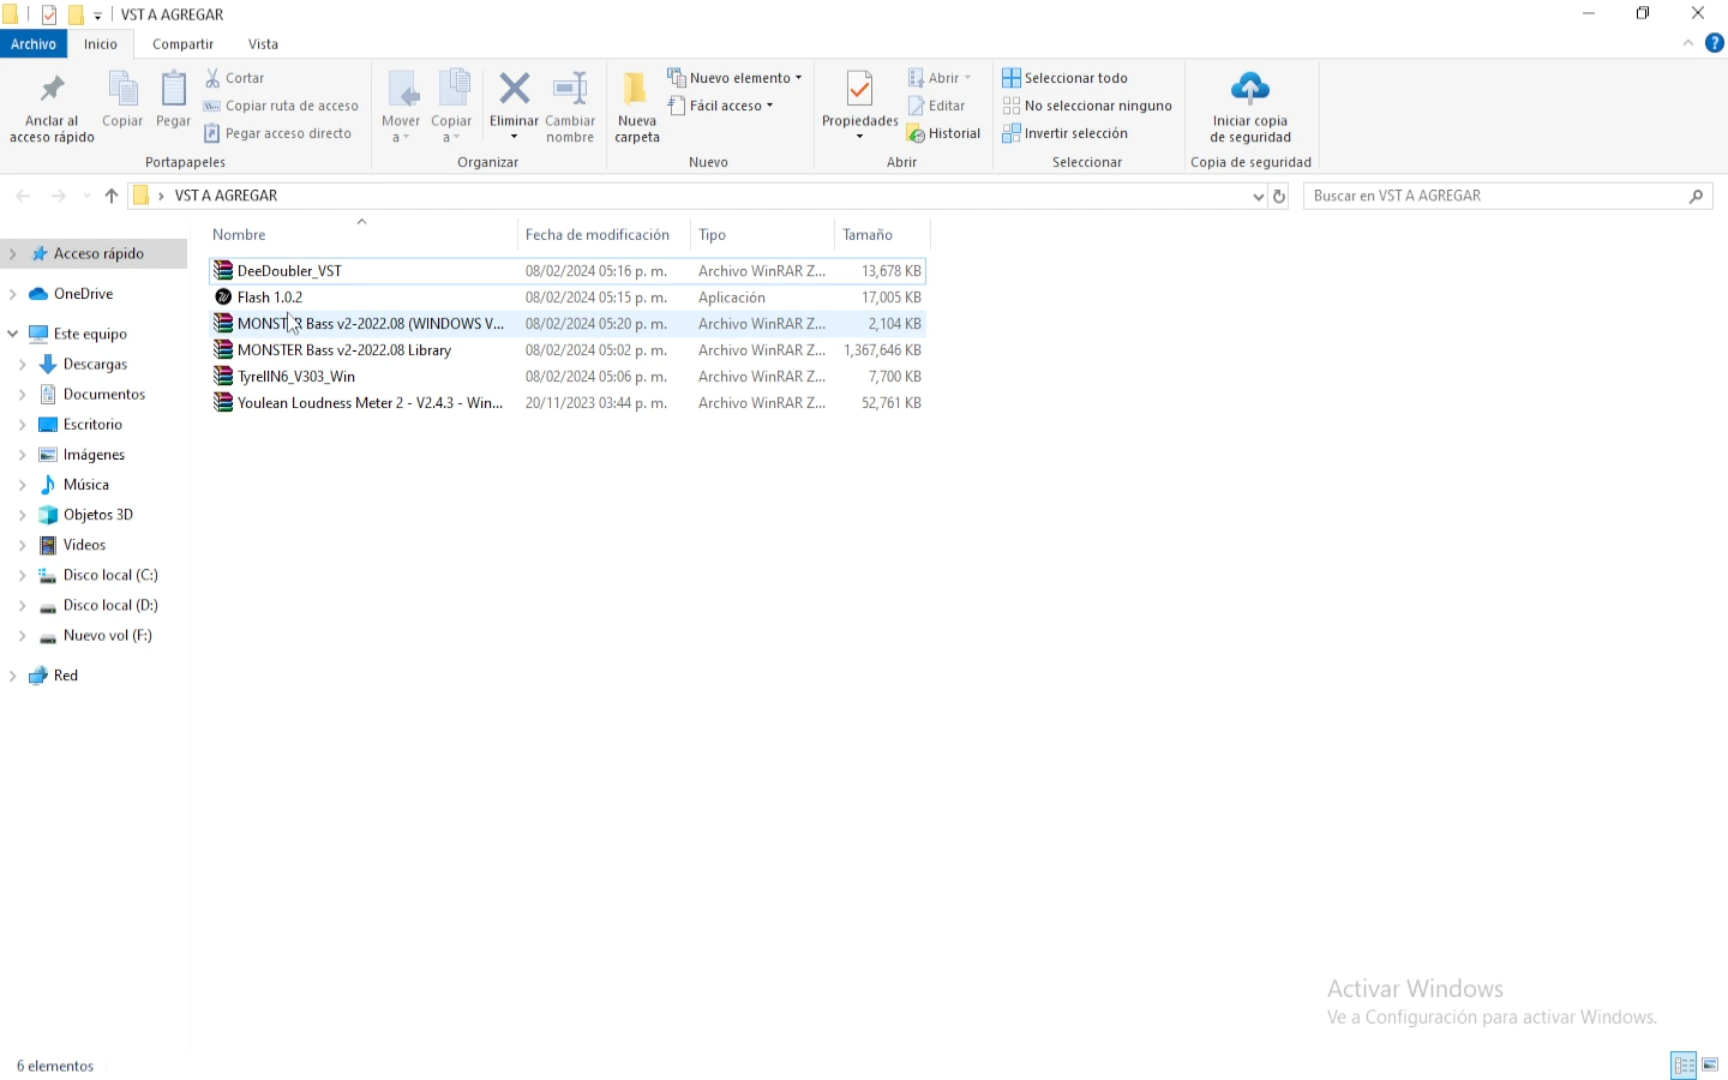 VST A AGREGAR
Archivo Inicio Compartir Vista
Anclar al acceso rápido
Copiar
Pegar
Cortar
Copiar ruta de acceso
Pegar acceso directo
Portapapeles
Mover a
Copiar a
Eliminar
Cambiar nombre
Organizar
Nueva carpeta
Nuevo elemento
Fácil acceso
Nuevo
Propiedades
Abrir
Editar
Historial
Abrir
Seleccionar todo
No seleccionar ninguno
Invertir selección
Seleccionar
Iniciar copia de seguridad
Copia de seguridad
VST A AGREGAR
Buscar en VST A AGREGAR
Acceso rápido
OneDrive
Este equipo
Descargas
Documentos
Escritorio
Imágenes
Música
Objetos 3D
Videos
Disco local (C:)
Disco local (D:)
Nuevo vol (F:)
Red
Nombre Fecha de modificación Tipo Tamaño
DeeDoubler_VST 08/02/2024 05:16 p. m. Archivo WinRAR Z... 13,678 KB
Flash 1.0.2 08/02/2024 05:15 p. m. Aplicación 17,005 KB
MONSTER Bass v2-2022.08 (WINDOWS V... 08/02/2024 05:20 p. m. Archivo WinRAR Z... 2,104 KB
MONSTER Bass v2-2022.08 Library 08/02/2024 05:02 p. m. Archivo WinRAR Z... 1,367,646 KB
TyrellN6_V303_Win 08/02/2024 05:06 p. m. Archivo WinRAR Z... 7,700 KB
Youlean Loudness Meter 2 - V2.4.3 - Win... 20/11/2023 03:44 p. m. Archivo WinRAR Z... 52,761 KB
Activar Windows
Ve a Configuración para activar Windows.
6 elementos